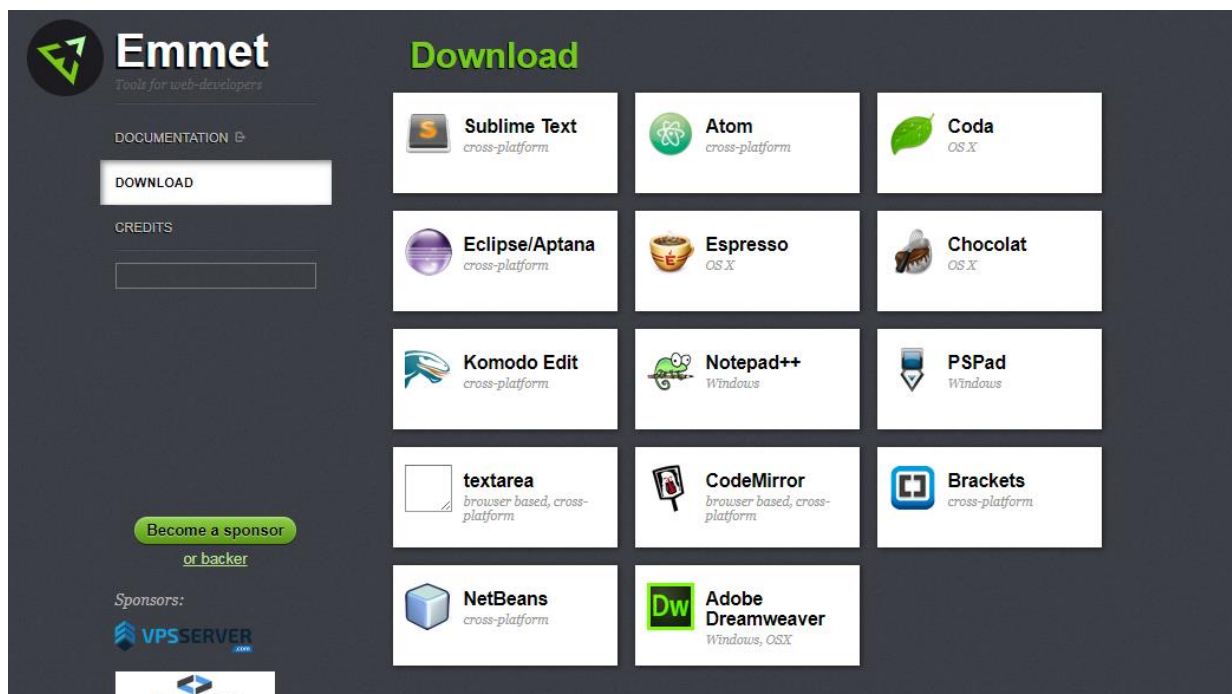 Emmet
Tools for web-developers
DOCUMENTATION
DOWNLOAD
CREDITS
Become a sponsor
or backer
Sponsors:
VPSSERVER
.com
Download
Sublime Text
cross-platform
Atom
cross-platform
Coda
OS X
Eclipse/Aptana
cross-platform
Espresso
OS X
Chocolat
OS X
Komodo Edit
cross-platform
Notepad++
Windows
PSPad
Windows
textarea
browser based, cross-
platform
CodeMirror
browser based, cross-
platform
Brackets
cross-platform
NetBeans
cross-platform
Dw
Adobe
Dreamweaver
Windows, OSX